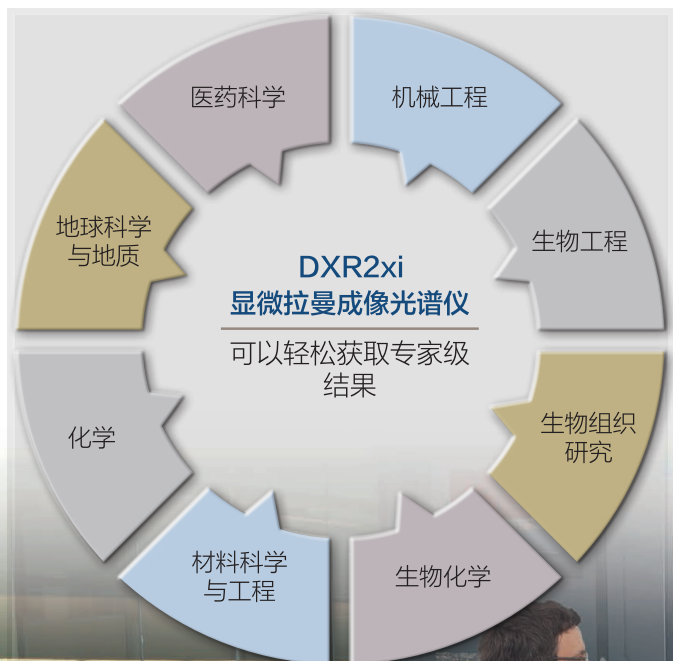 医药科学
机械工程
地球科学
与地质
生物工程
DXR2xi
显微拉曼成像光谱仪
可以轻松获取专家级
结果
化学
生物组织
研究
材料科学
与工程
生物化学